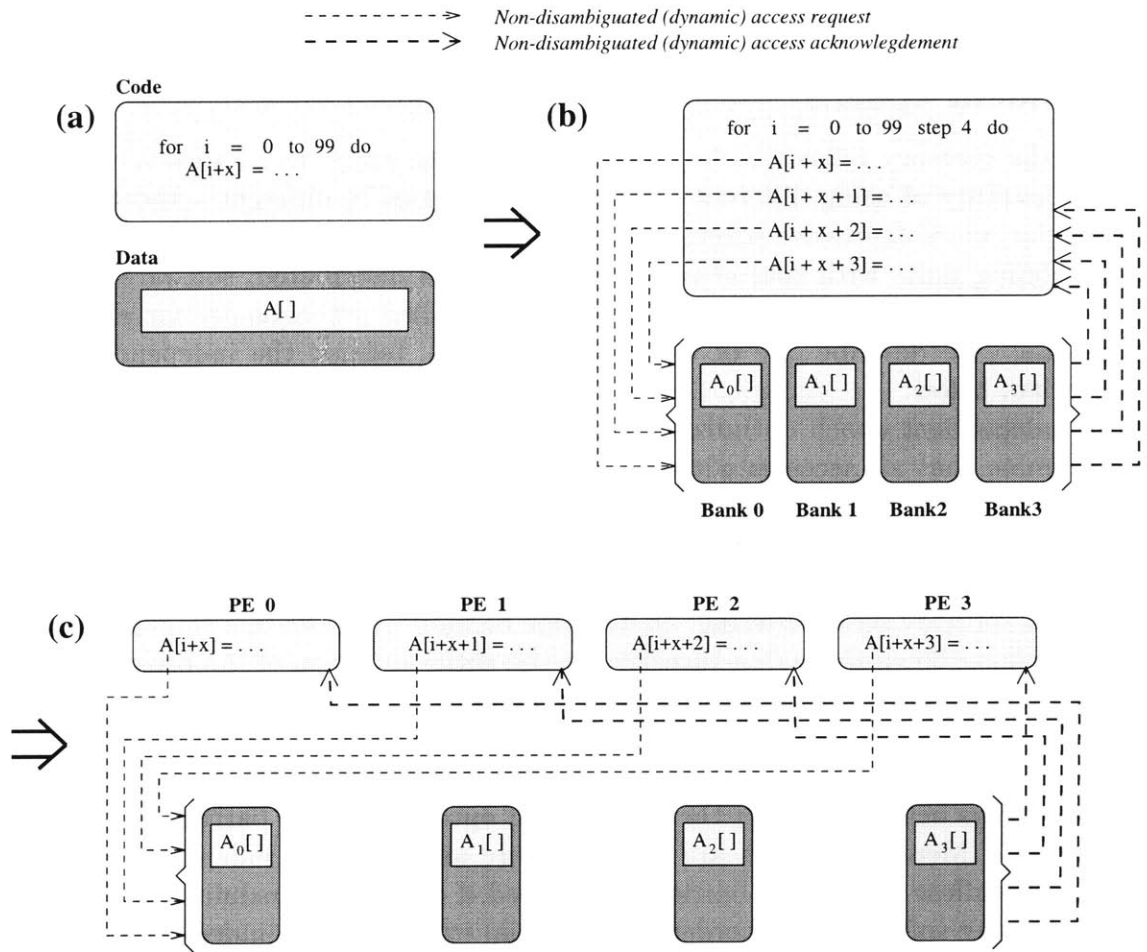 Non-disambiguated (dynamic) access request
Non-disambiguated (dynamic) access acknowlegdement
(a)
Code
for i = 0 to 99 do
A[i+x] = ...
Data
A[ ]
(b)
for i = 0 to 99 step 4 do
A[i + x] = ...
A[i + x + 1] = ...
A[i + x + 2] = ...
A[i + x + 3] = ...
A0[ ] A1[ ] A2[ ] A3[ ]
Bank 0 Bank 1 Bank2 Bank3
(c)
PE 0 PE 1 PE 2 PE 3
A[i+x] = ... A[i+x+1] = ... A[i+x+2] = ... A[i+x+3] = ...
A0[ ] A1[ ] A2[ ] A3[ ]